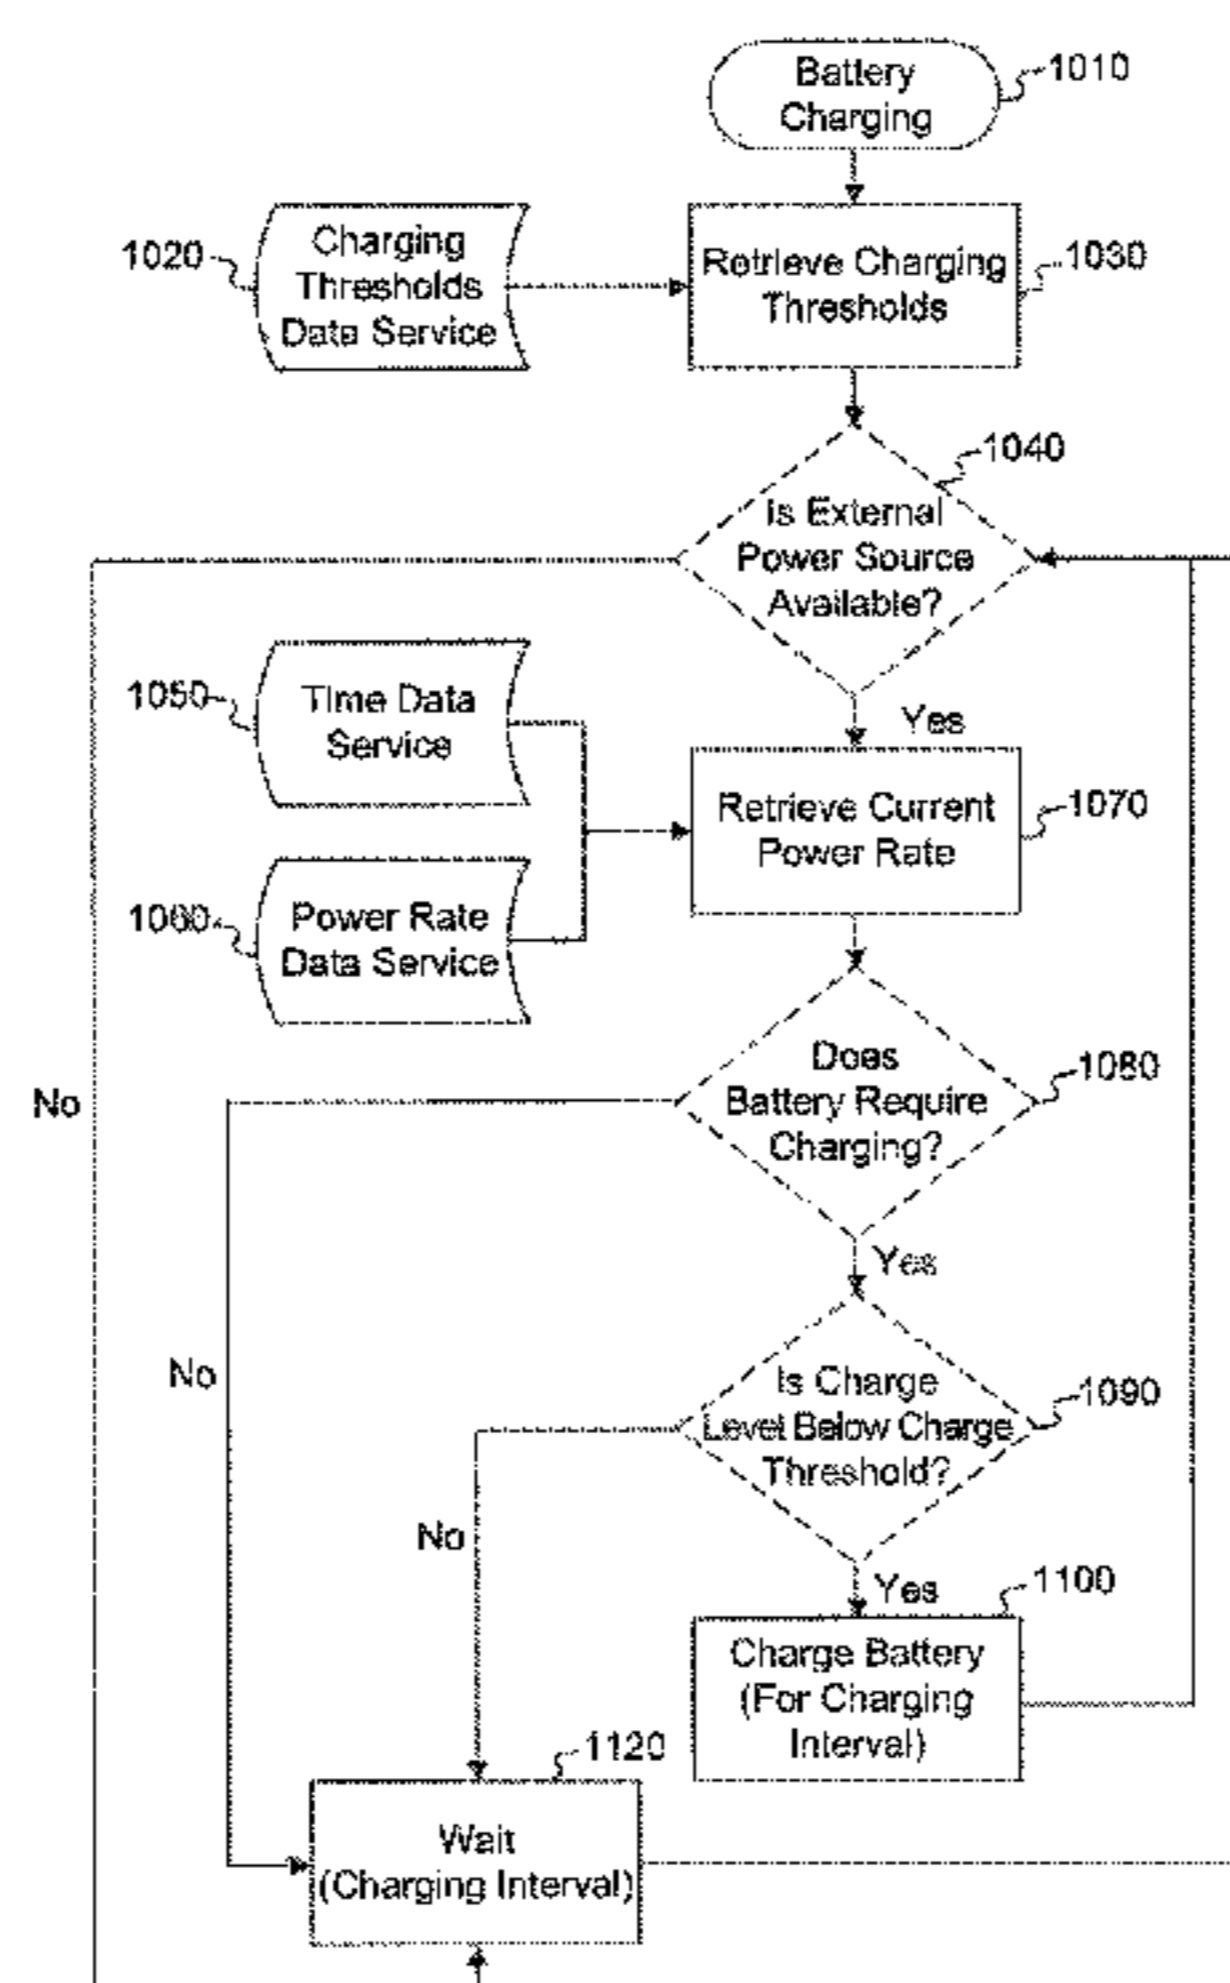 Battery
Charging
1010
Charging
Thresholds
Data Service
1020
Retrieve Charging
Thresholds
1030
Is External
Power Source
Available?
1040
Yes
No
Time Data
Service
1050
Power Rate
Data Service
1060
Retrieve Current
Power Rate
1070
Does
Battery Require
Charging?
1080
Yes
No
Is Charge
Level Below Charge
Threshold?
1090
Yes
No
Charge Battery
(For Charging
Interval)
1100
Wait
(Charging Interval)
1120